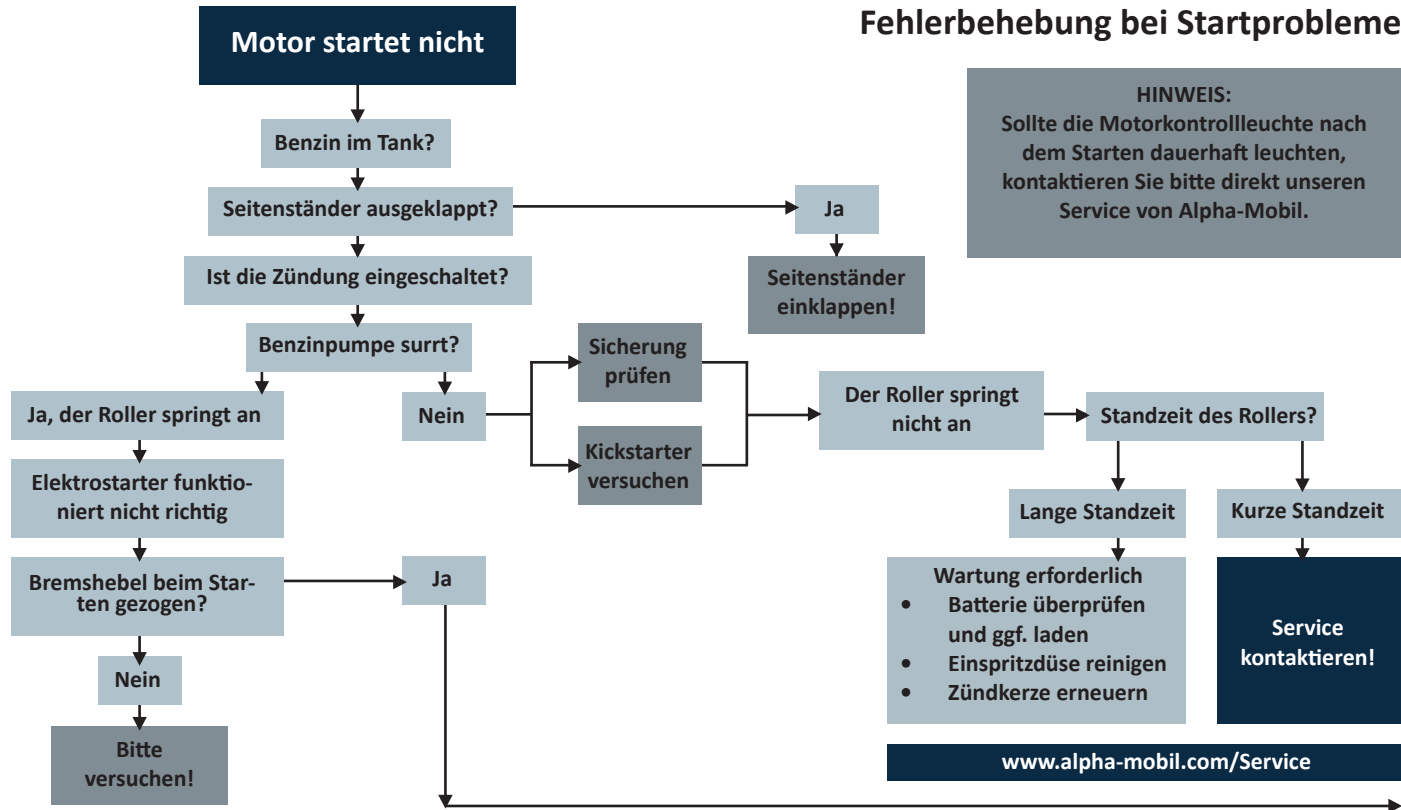 Fehlerbehebung bei Startprobleme
Motor startet nicht
HINWEIS:
Sollte die Motorkontrollleuchte nach
dem Starten dauerhaft leuchten,
kontaktieren Sie bitte direkt unseren
Service von Alpha-Mobil.
Benzin im Tank?
Seitenständer ausgeklappt?
Ja
Seitenständer
einklappen!
Ist die Zündung eingeschaltet?
Benzinpumpe surrt?
Ja, der Roller springt an
Nein
Sicherung
prüfen
Kickstarter
versuchen
Der Roller springt
nicht an
Standzeit des Rollers?
Elektrostarter funktio-
niert nicht richtig
Lange Standzeit
Kurze Standzeit
Bremshebel beim Star-
ten gezogen?
Ja
Wartung erforderlich
• Batterie überprüfen
und ggf. laden
• Einspritzdüse reinigen
• Zündkerze erneuern
Service
kontaktieren!
Nein
Bitte
versuchen!
www.alpha-mobil.com/Service